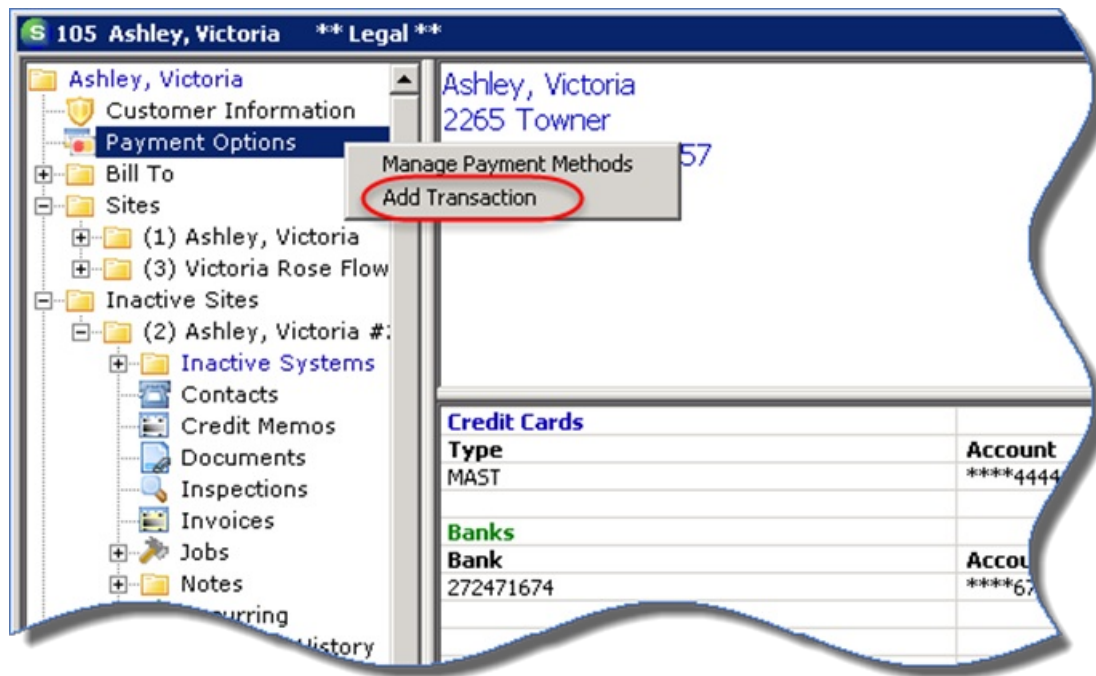 S 105 Ashley, Victoria ** Legal **
Ashley, Victoria
Customer Information
Payment Options
Bill To
Sites
(1) Ashley, Victoria
(3) Victoria Rose Flow
Inactive Sites
(2) Ashley, Victoria #
Inactive Systems
Contacts
Credit Memos
Documents
Inspections
Invoices
Jobs
Notes
urring
History
Manage Payment Methods
Add Transaction
Ashley, Victoria
2265 Towner
57
Credit Cards
Type Account
MAST ****4444
Banks
Bank Accou
272471674 ****67